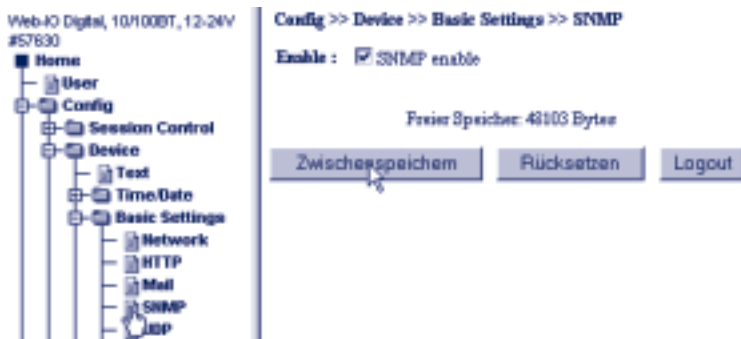 Web-IO Digital, 10/100BT, 12-24V
#57630
Home
User
Config
Session Control
Device
Text
Time/Date
Basic Settings
Network
HTTP
Mail
SNMP
UDP
Config >> Device >> Basic Settings >> SNMP
Enable : SNMP enable
Freier Speicher: 48103 Bytes
Zwischenspeichern Rücksetzen Logout